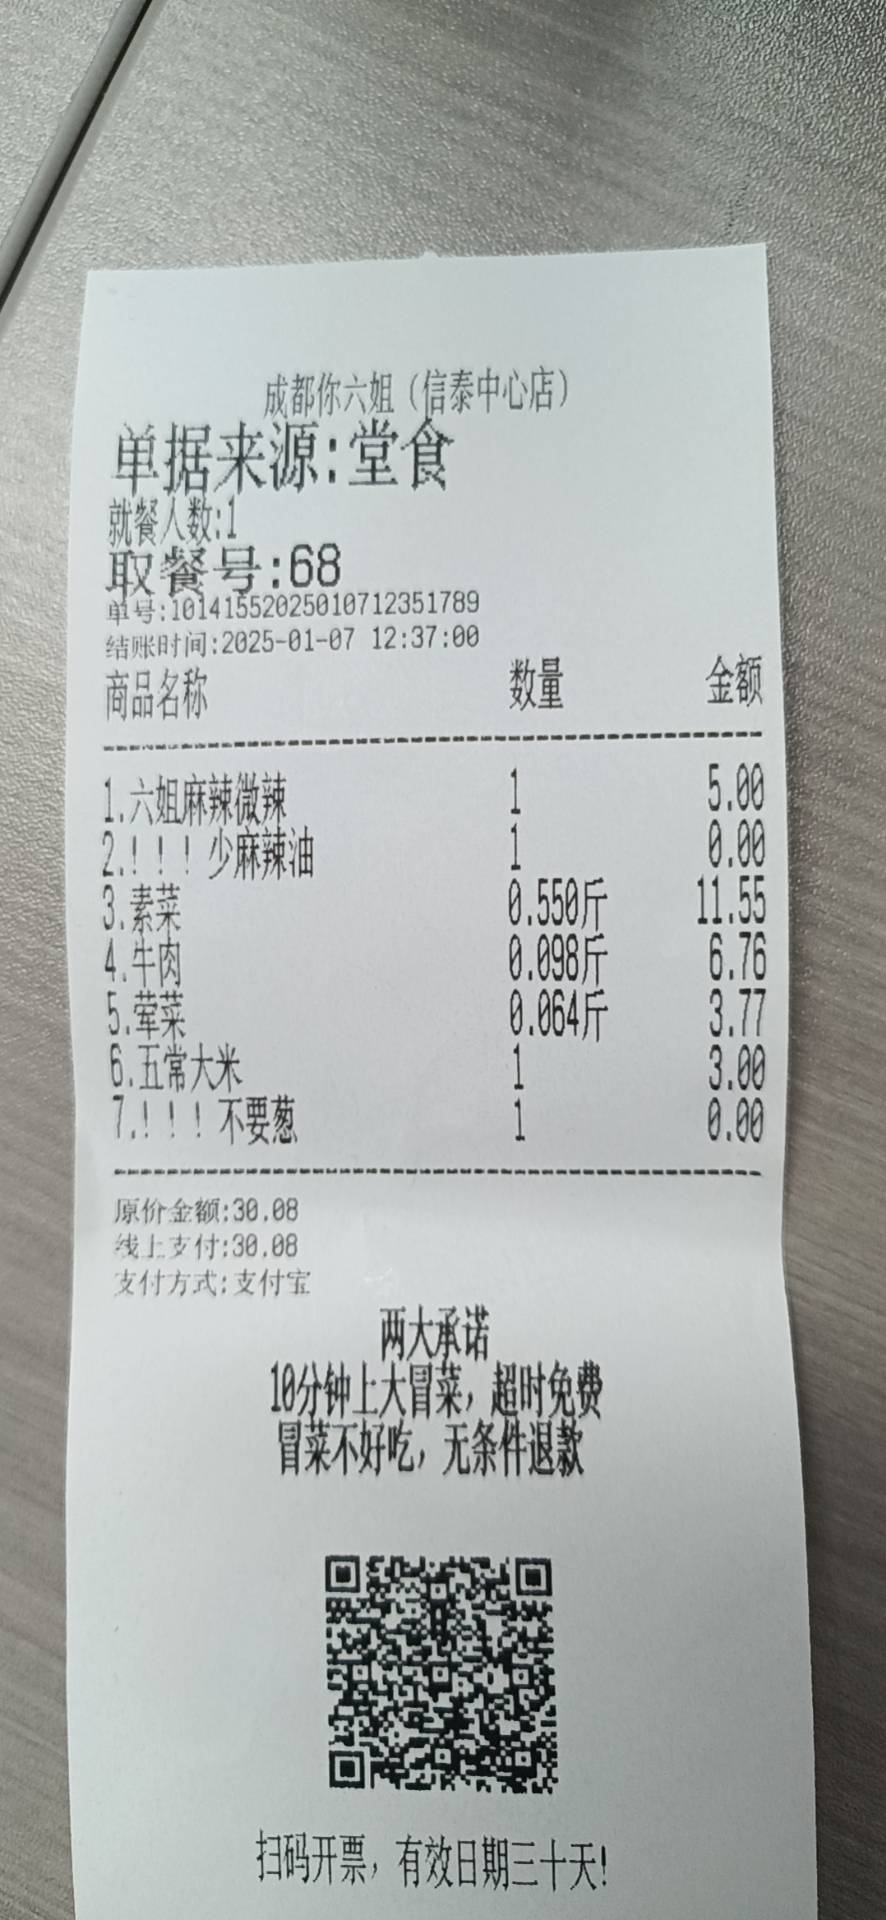 成都你六姐（信泰中心店）
单据来源:堂食
就餐人数:1
取餐号:68
单号:10141552025010712351789
结账时间:2025-01-07 12:37:00
商品名称 数量 金额
1.六姐麻辣微辣 1 5.00
2.！！！少麻辣油 1 0.00
3.素菜 0.550斤 11.55
4.牛肉 0.098斤 6.76
5.荤菜 0.064斤 3.77
6.五常大米 1 3.00
7.！！！不要葱 1 0.00
原价金额:30.08
线上支付:30.08
支付方式:支付宝
两大承诺
10分钟上大冒菜，超时免费
冒菜不好吃，无条件退款
扫码开票，有效日期三十天!